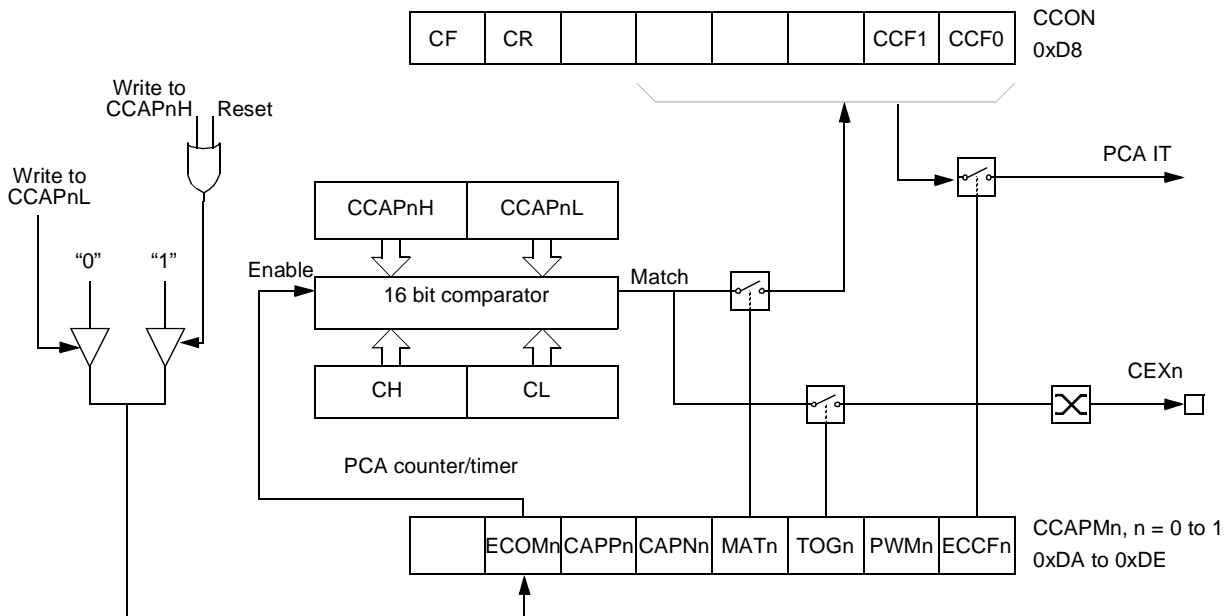 CF CR CCF1 CCF0
CCON
0xD8
Write to
CCAPnH Reset
Write to
CCAPnL
PCA IT
CCAPnH CCAPnL
“0” “1”
Enable
16 bit comparator
Match
CH CL
CEXn
PCA counter/timer
ECOMn CAPPn CAPNn MATn TOGn PWMn ECCFn
CCAPMn, n = 0 to 1
0xDA to 0xDE